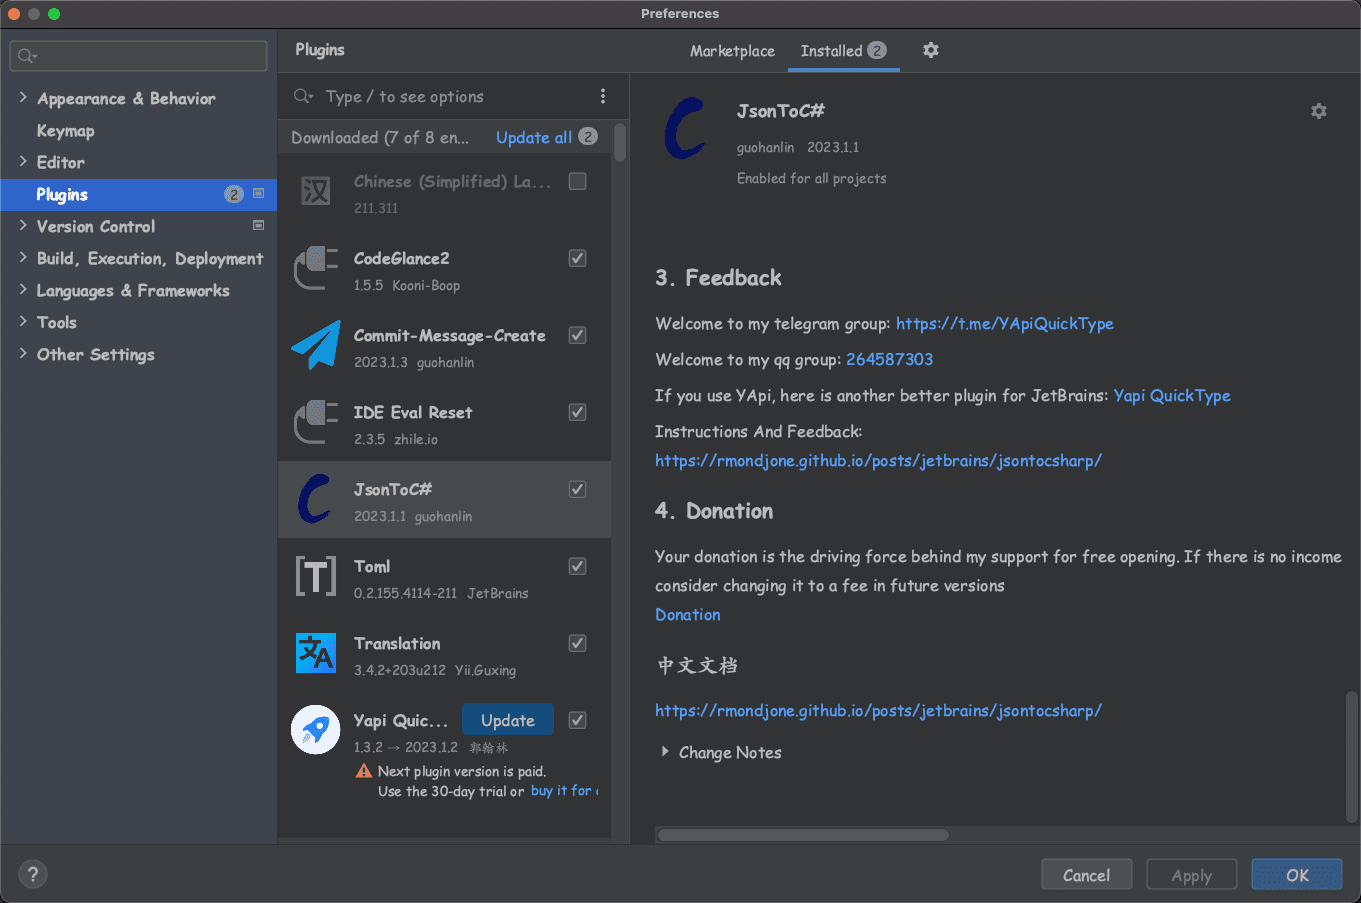 Preferences
Appearance & Behavior
Keymap
Editor
Plugins 2
Version Control
Build, Execution, Deployment
Languages & Frameworks
Tools
Other Settings
Plugins
Marketplace
Installed 2
Type / to see options
Downloaded (7 of 8 en...
Update all 2
汉
Chinese (Simplified) La...
211.311
CodeGlance2
1.5.5 Kooni-Boop
Commit-Message-Create
2023.1.3 guohanlin
IDE Eval Reset
2.3.5 zhile.io
JsonToC#
2023.1.1 guohanlin
[T]
Toml
0.2.155.4114-211 JetBrains
文A
Translation
3.4.2+203u212 Yii.Guxing
Yapi Quic...
Update
1.3.2 → 2023.1.2 郭翰林
Next plugin version is paid.
Use the 30-day trial or buy it for
JsonToC#
guohanlin 2023.1.1
Enabled for all projects
3. Feedback
Welcome to my telegram group: https://t.me/YApiQuickType
Welcome to my qq group: 264587303
If you use YApi, here is another better plugin for JetBrains: Yapi QuickType
Instructions And Feedback:
https://rmondjone.github.io/posts/jetbrains/jsontocsharp/
4. Donation
Your donation is the driving force behind my support for free opening. If there is no income
consider changing it to a fee in future versions
Donation
中文文档
https://rmondjone.github.io/posts/jetbrains/jsontocsharp/
Change Notes
?
Cancel
Apply
OK